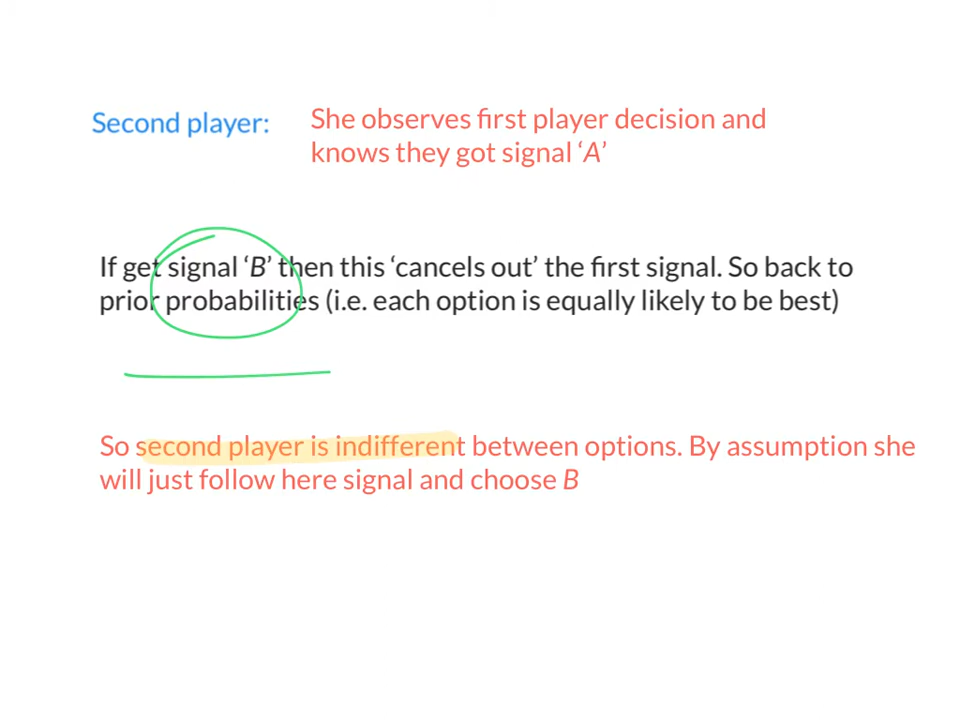 Second player:
She observes first player decision and
knows they got signal ‘A’
If get signal ‘B’ then this ‘cancels out’ the first signal. So back to
prior probabilities (i.e. each option is equally likely to be best)
So second player is indifferent between options. By assumption she
will just follow here signal and choose B